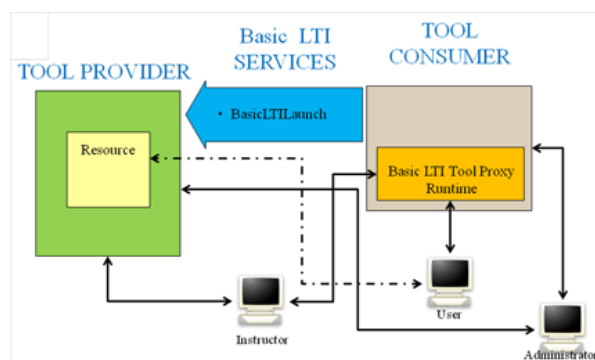 Basic LTI
SERVICES
TOOL
CONSUMER
TOOL PROVIDER
• BasicLTILaunch
Resource
Basic LTI Tool Proxy
Runtime
Instructor
User
Administrator